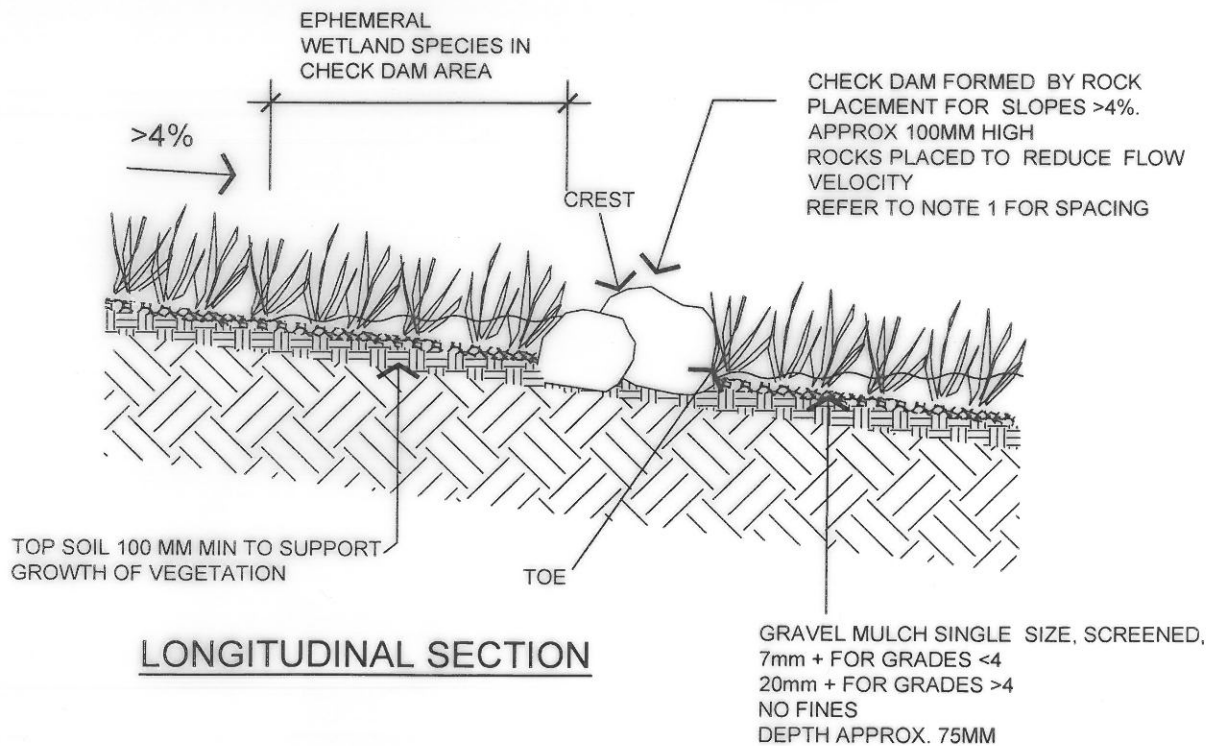 EPHEMERAL
WETLAND SPECIES IN
CHECK DAM AREA
CHECK DAM FORMED BY ROCK
PLACEMENT FOR SLOPES >4%.
APPROX 100MM HIGH
ROCKS PLACED TO REDUCE FLOW
VELOCITY
REFER TO NOTE 1 FOR SPACING
>4%
CREST
TOP SOIL 100 MM MIN TO SUPPORT
GROWTH OF VEGETATION
TOE
LONGITUDINAL SECTION
GRAVEL MULCH SINGLE SIZE, SCREENED,
7mm + FOR GRADES <4
20mm + FOR GRADES >4
NO FINES
DEPTH APPROX. 75MM